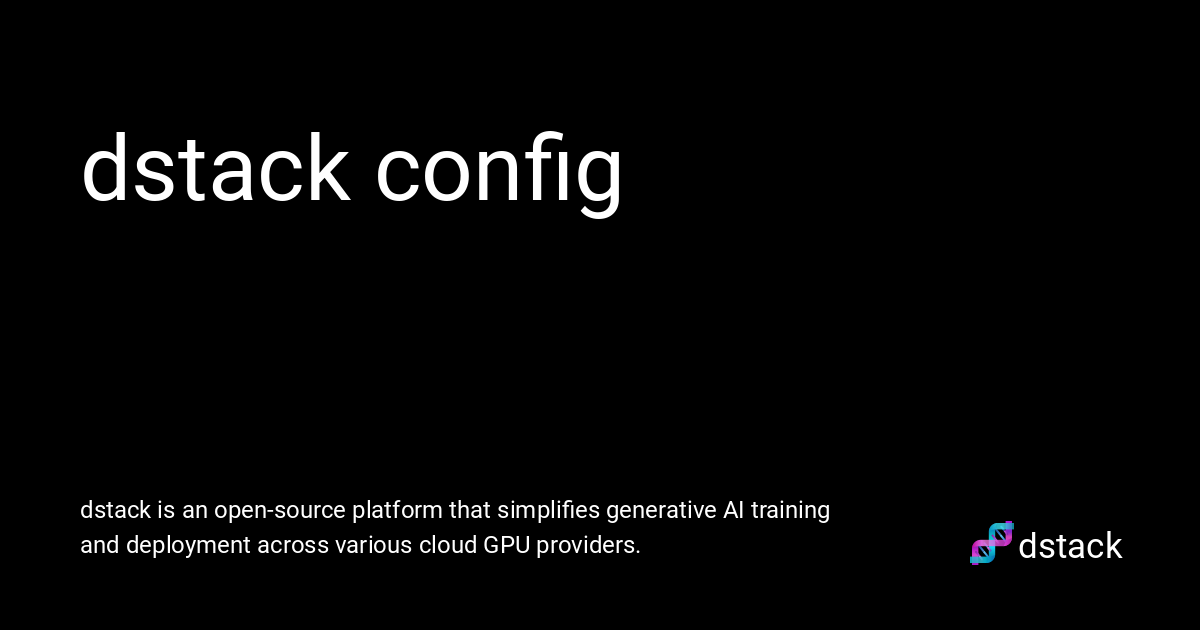 dstack config
dstack is an open-source platform that simplifies generative AI training
and deployment across various cloud GPU providers.
dstack